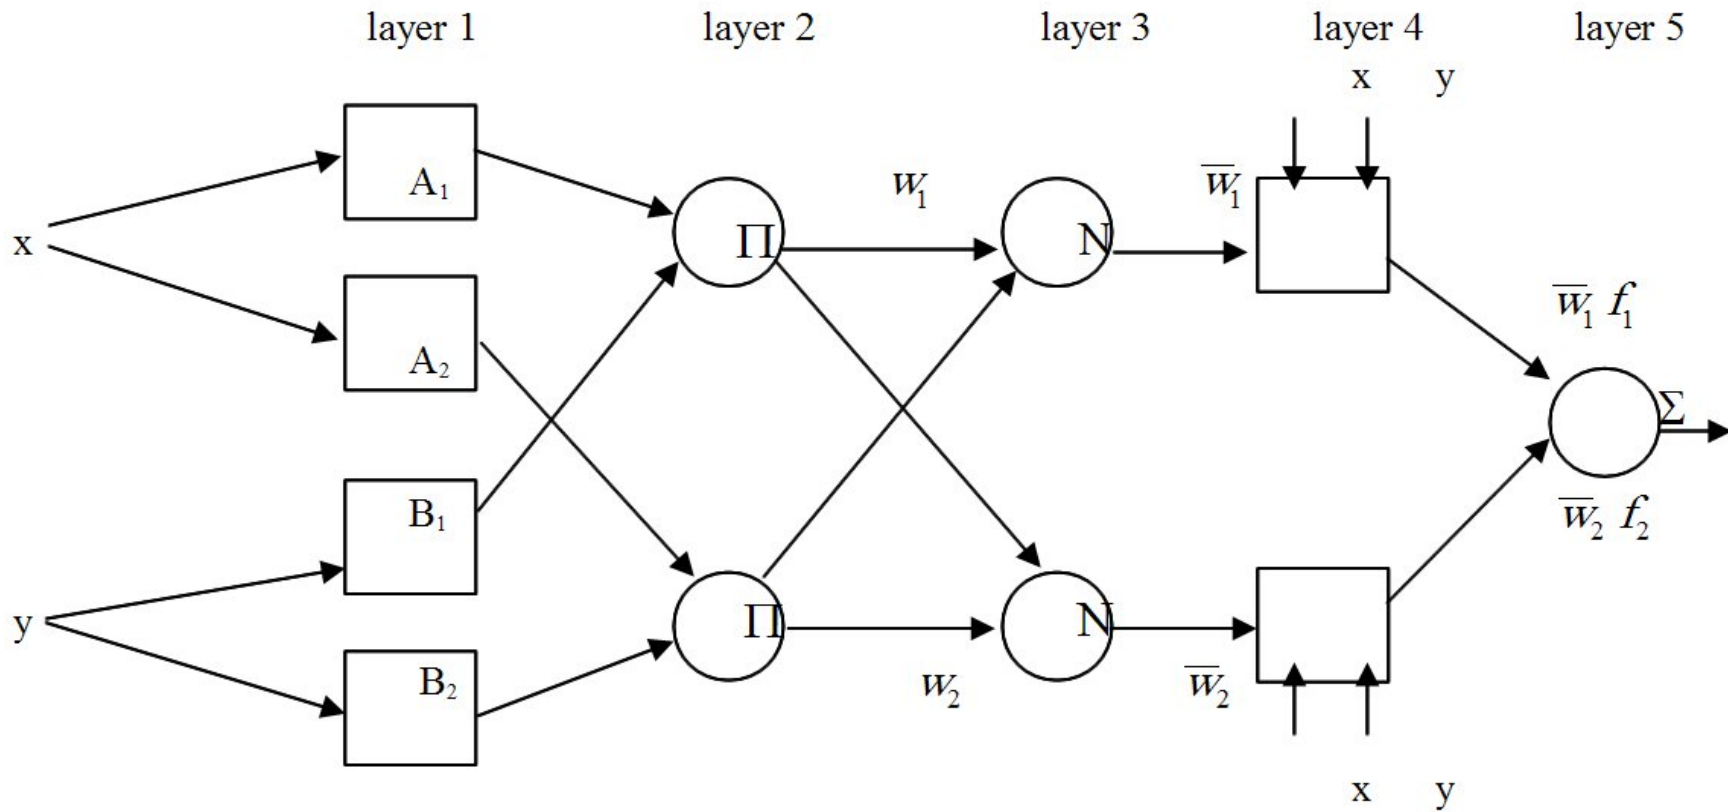 layer 1 layer 2 layer 3 layer 4 layer 5
x y
A₁ w₁ w̅₁
Π N
x
w̅₁ f₁
A₂
Σ
B₁ w̅₂ f₂
y Π N
B₂ w₂ w̅₂
x y